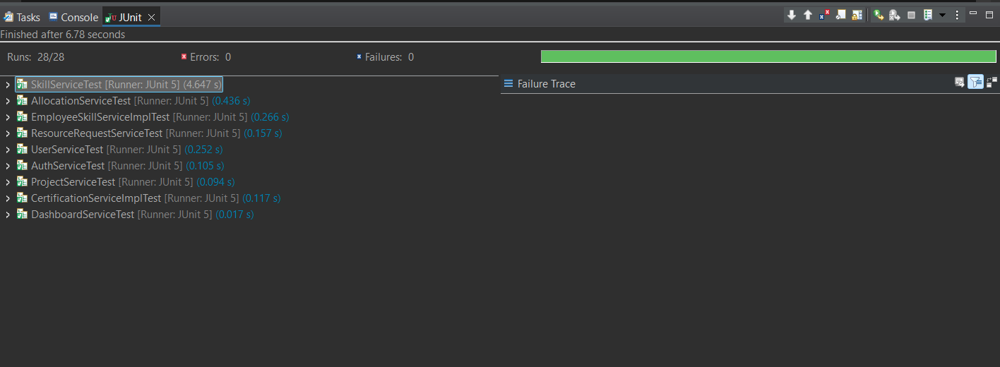 Tasks Console JUnit
Finished after 6.78 seconds
Runs: 28/28 Errors: 0 Failures: 0
SkillServiceTest [Runner: JUnit 5] (4.647 s)
Failure Trace
AllocationServiceTest [Runner: JUnit 5] (0.436 s)
EmployeeSkillServiceImplTest [Runner: JUnit 5] (0.266 s)
ResourceRequestServiceTest [Runner: JUnit 5] (0.157 s)
UserServiceTest [Runner: JUnit 5] (0.252 s)
AuthServiceTest [Runner: JUnit 5] (0.105 s)
ProjectServiceTest [Runner: JUnit 5] (0.094 s)
CertificationServiceImplTest [Runner: JUnit 5] (0.117 s)
DashboardServiceTest [Runner: JUnit 5] (0.017 s)